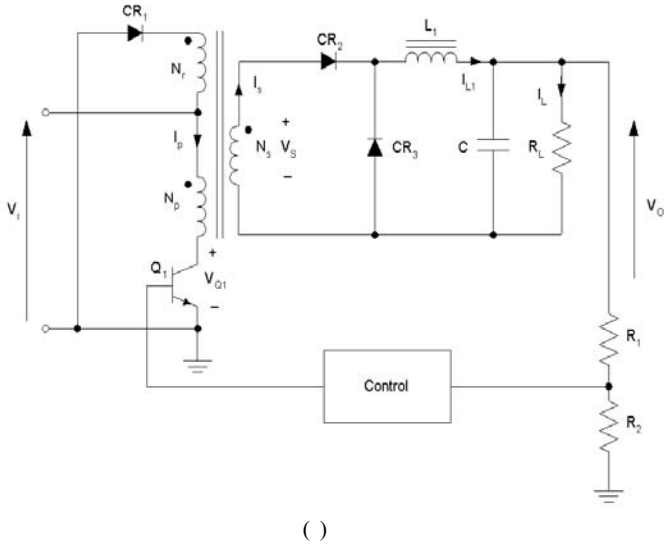 CR1
Nr
CR2
L1
Is
IL1
IL
Ip
Ns
+
VS
−
CR3
C
RL
VI
Np
VO
Q1
+
VQ1
−
R1
Control
R2
( )